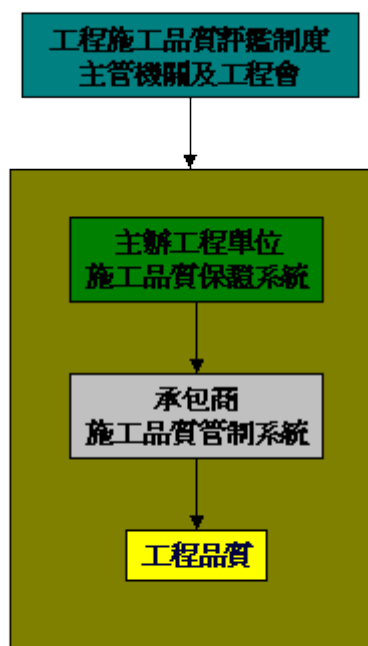 工程施工品質評鑑制度
主管機關及工程會
主辦工程單位
施工品質保證系統
承包商
施工品質管制系統
工程品質